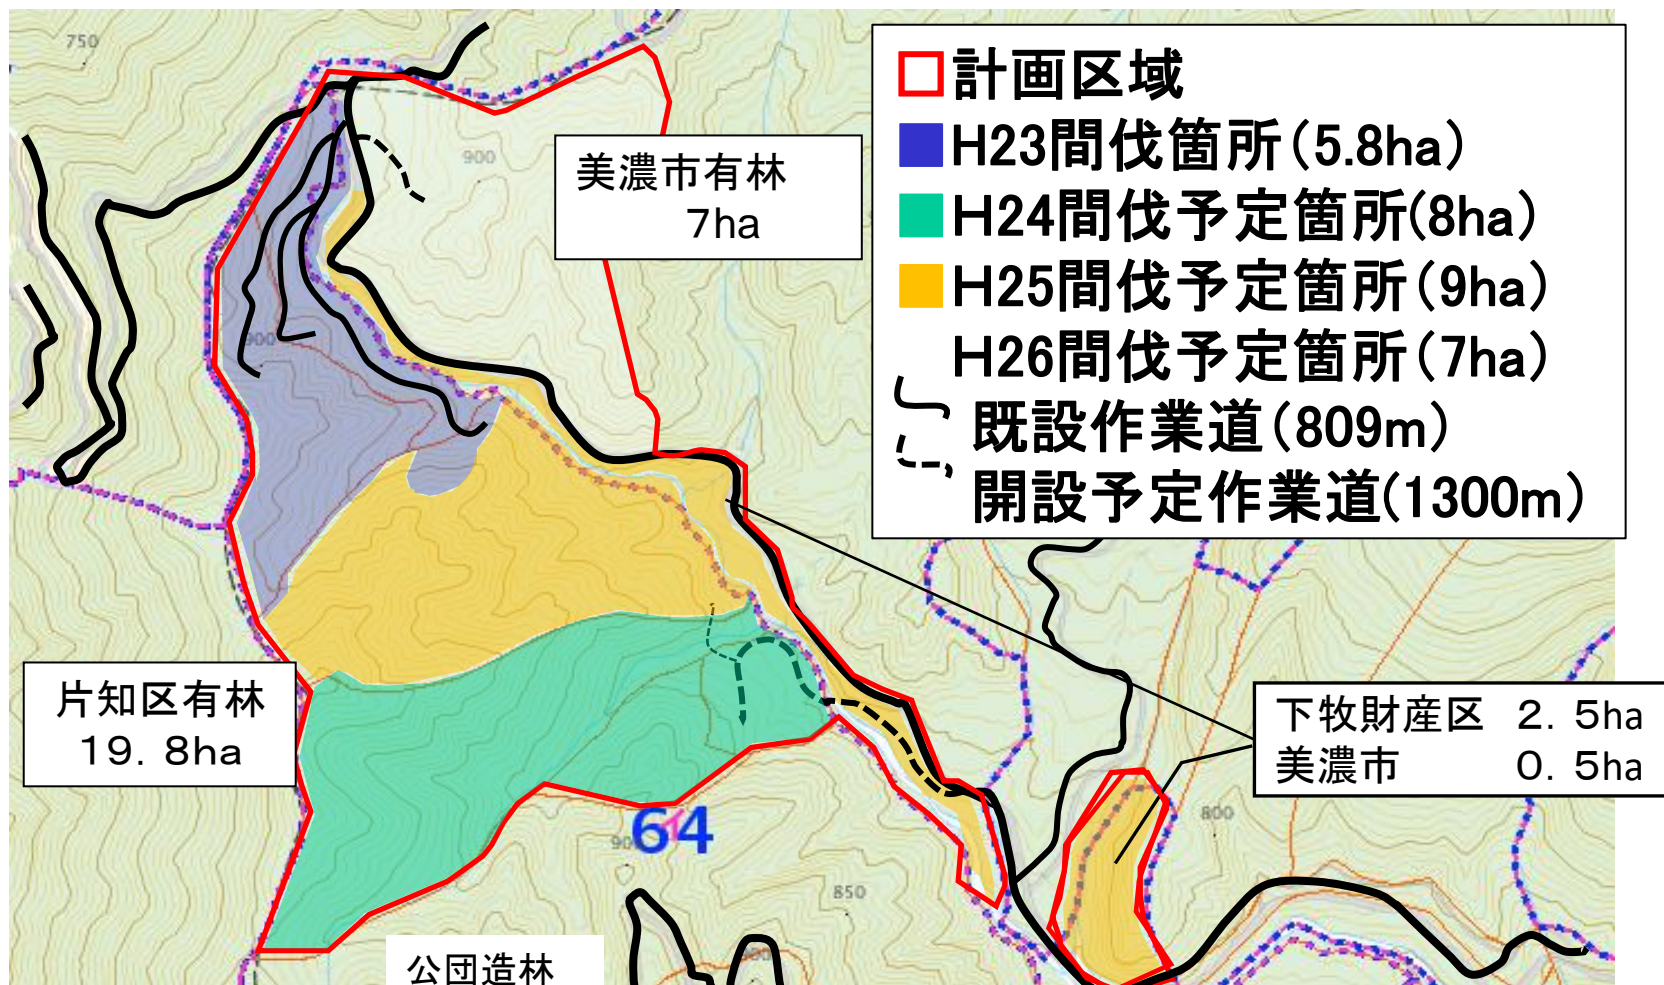 750
900
美濃市有林
7ha
計画区域
H23間伐箇所(5.8ha)
H24間伐予定箇所(8ha)
H25間伐予定箇所(9ha)
H26間伐予定箇所(7ha)
既設作業道(809m)
開設予定作業道(1300m)
900
片知区有林
19.8ha
下牧財産区 2.5ha
美濃市 0.5ha
64
800
850
公団造林